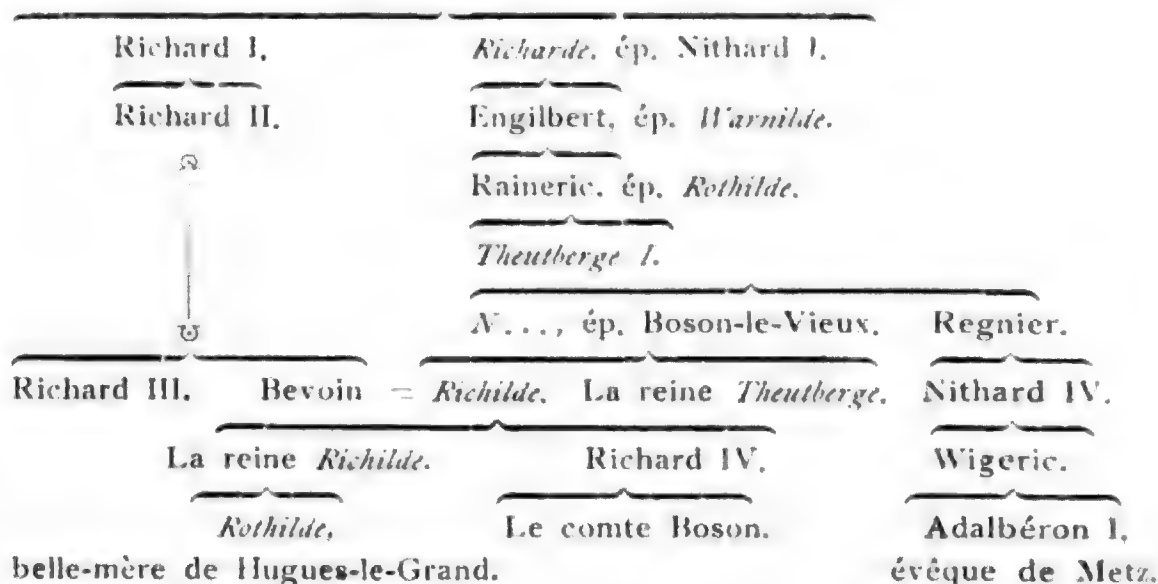 Richard I. Richarde. ép. Nithard I.
Richard II. Engilbert, ép. Warnilde.
Raineric. ép. Rothilde.
Theutberge I.
N..., ép. Boson-le-Vieux. Regnier.
Richard III. Bevoin = Richilde. La reine Theutberge. Nithard IV.
La reine Richilde. Richard IV. Wigeric.
Rothilde, Le comte Boson. Adalbéron I,
belle-mère de Hugues-le-Grand. évêque de Metz.